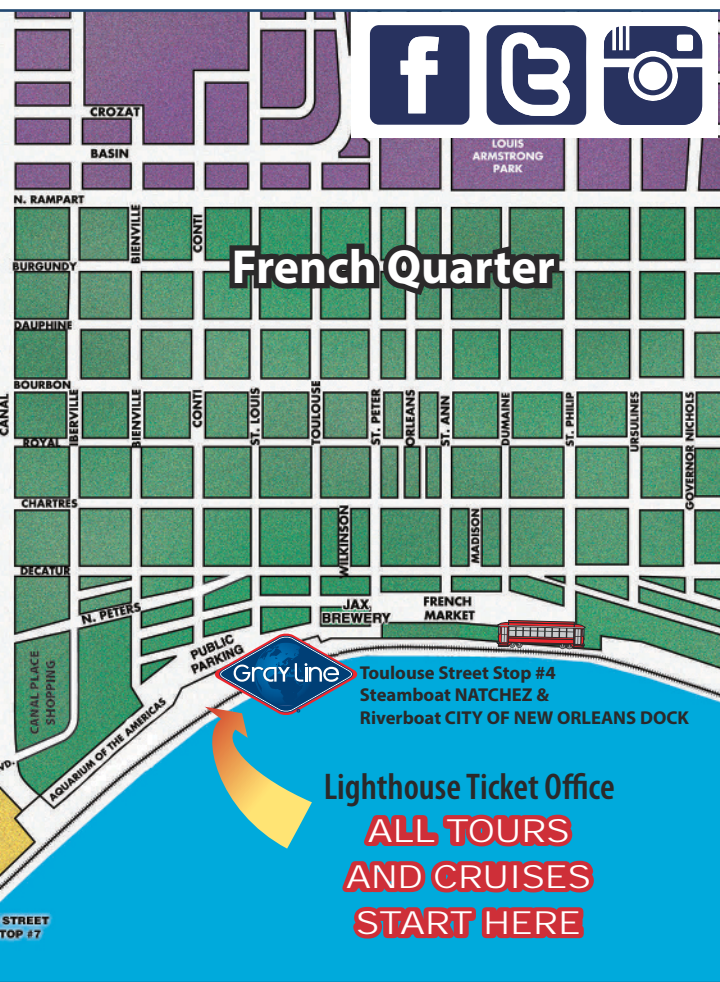 CROZAT
BASIN
LOUIS
ARMSTRONG
PARK
N. RAMPART
BIENVILLE
CONTI
French Quarter
BURGUNDY
DAUPHINE
BOURBON
CANAL
IBERVILLE
BIENVILLE
CONTI
ST. LOUIS
TOULOUSE
ST. PETER
ORLEANS
ST. ANN
DUMAINE
ST. PHILIP
URSULINES
GOVERNOR NICHOLS
ROYAL
CHARTRES
WILKINSON
MADISON
DECATUR
N. PETERS
JAX
BREWERY
FRENCH
MARKET
PUBLIC
PARKING
CANAL PLACE
SHOPPING
Gray Line
Toulouse Street Stop #4
Steamboat NATCHEZ &
Riverboat CITY OF NEW ORLEANS DOCK
AQUARIUM OF THE AMERICAS
VD.
Lighthouse Ticket Office
ALL TOURS
AND CRUISES
START HERE
STREET
TOP #7